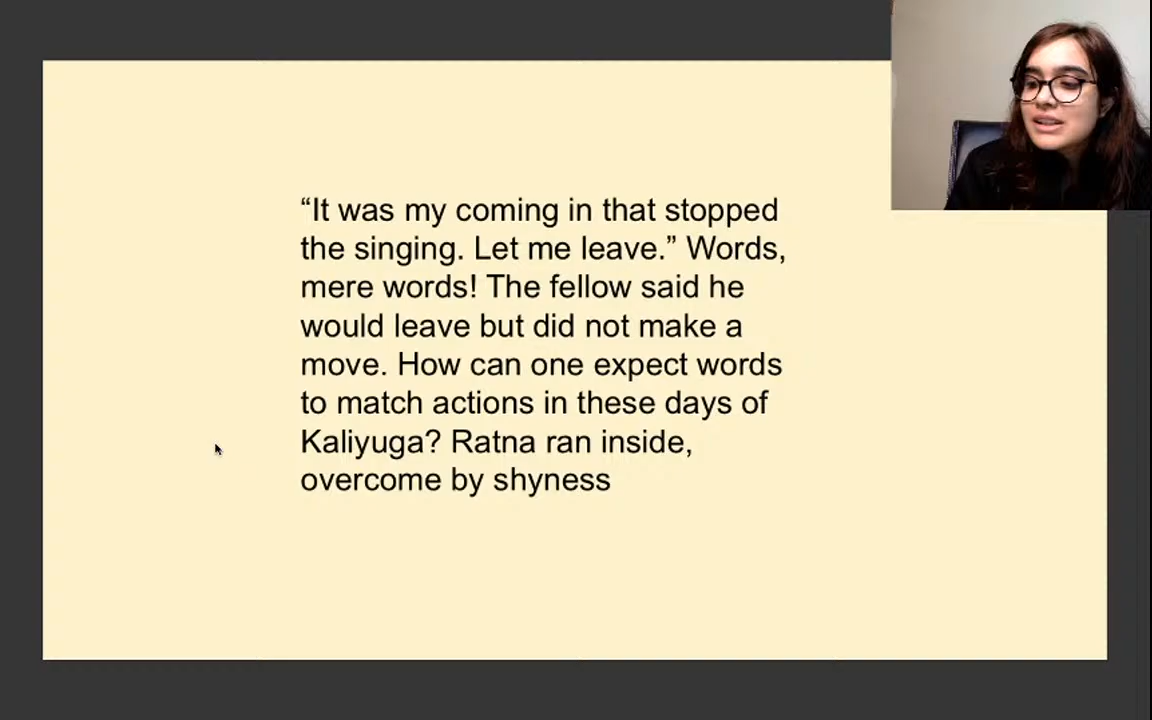 “It was my coming in that stopped
the singing. Let me leave.” Words,
mere words! The fellow said he
would leave but did not make a
move. How can one expect words
to match actions in these days of
Kaliyuga? Ratna ran inside,
overcome by shyness